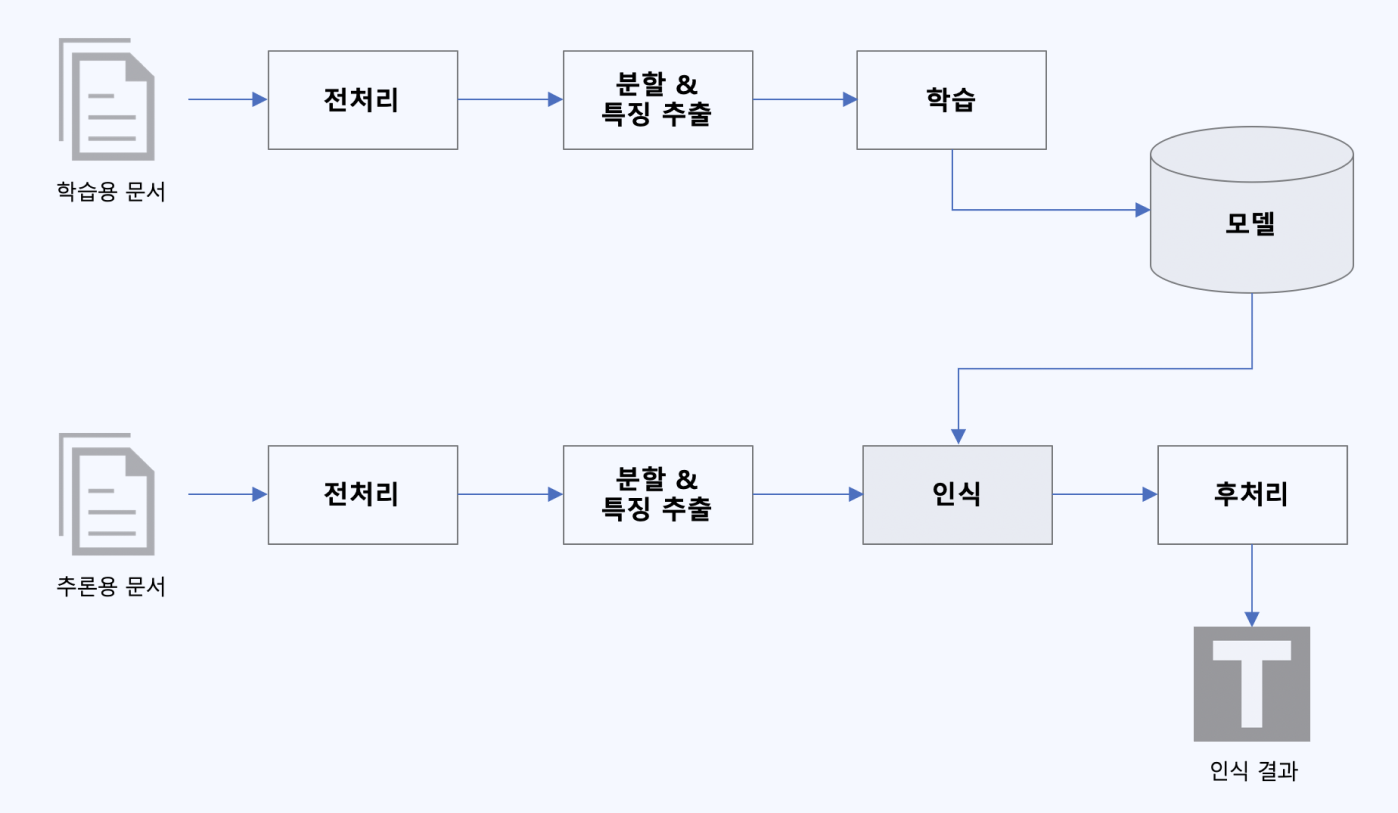 전처리
분할 &
특징 추출
학습
학습용 문서
모델
전처리
분할 &
특징 추출
인식
후처리
추론용 문서
T
인식 결과